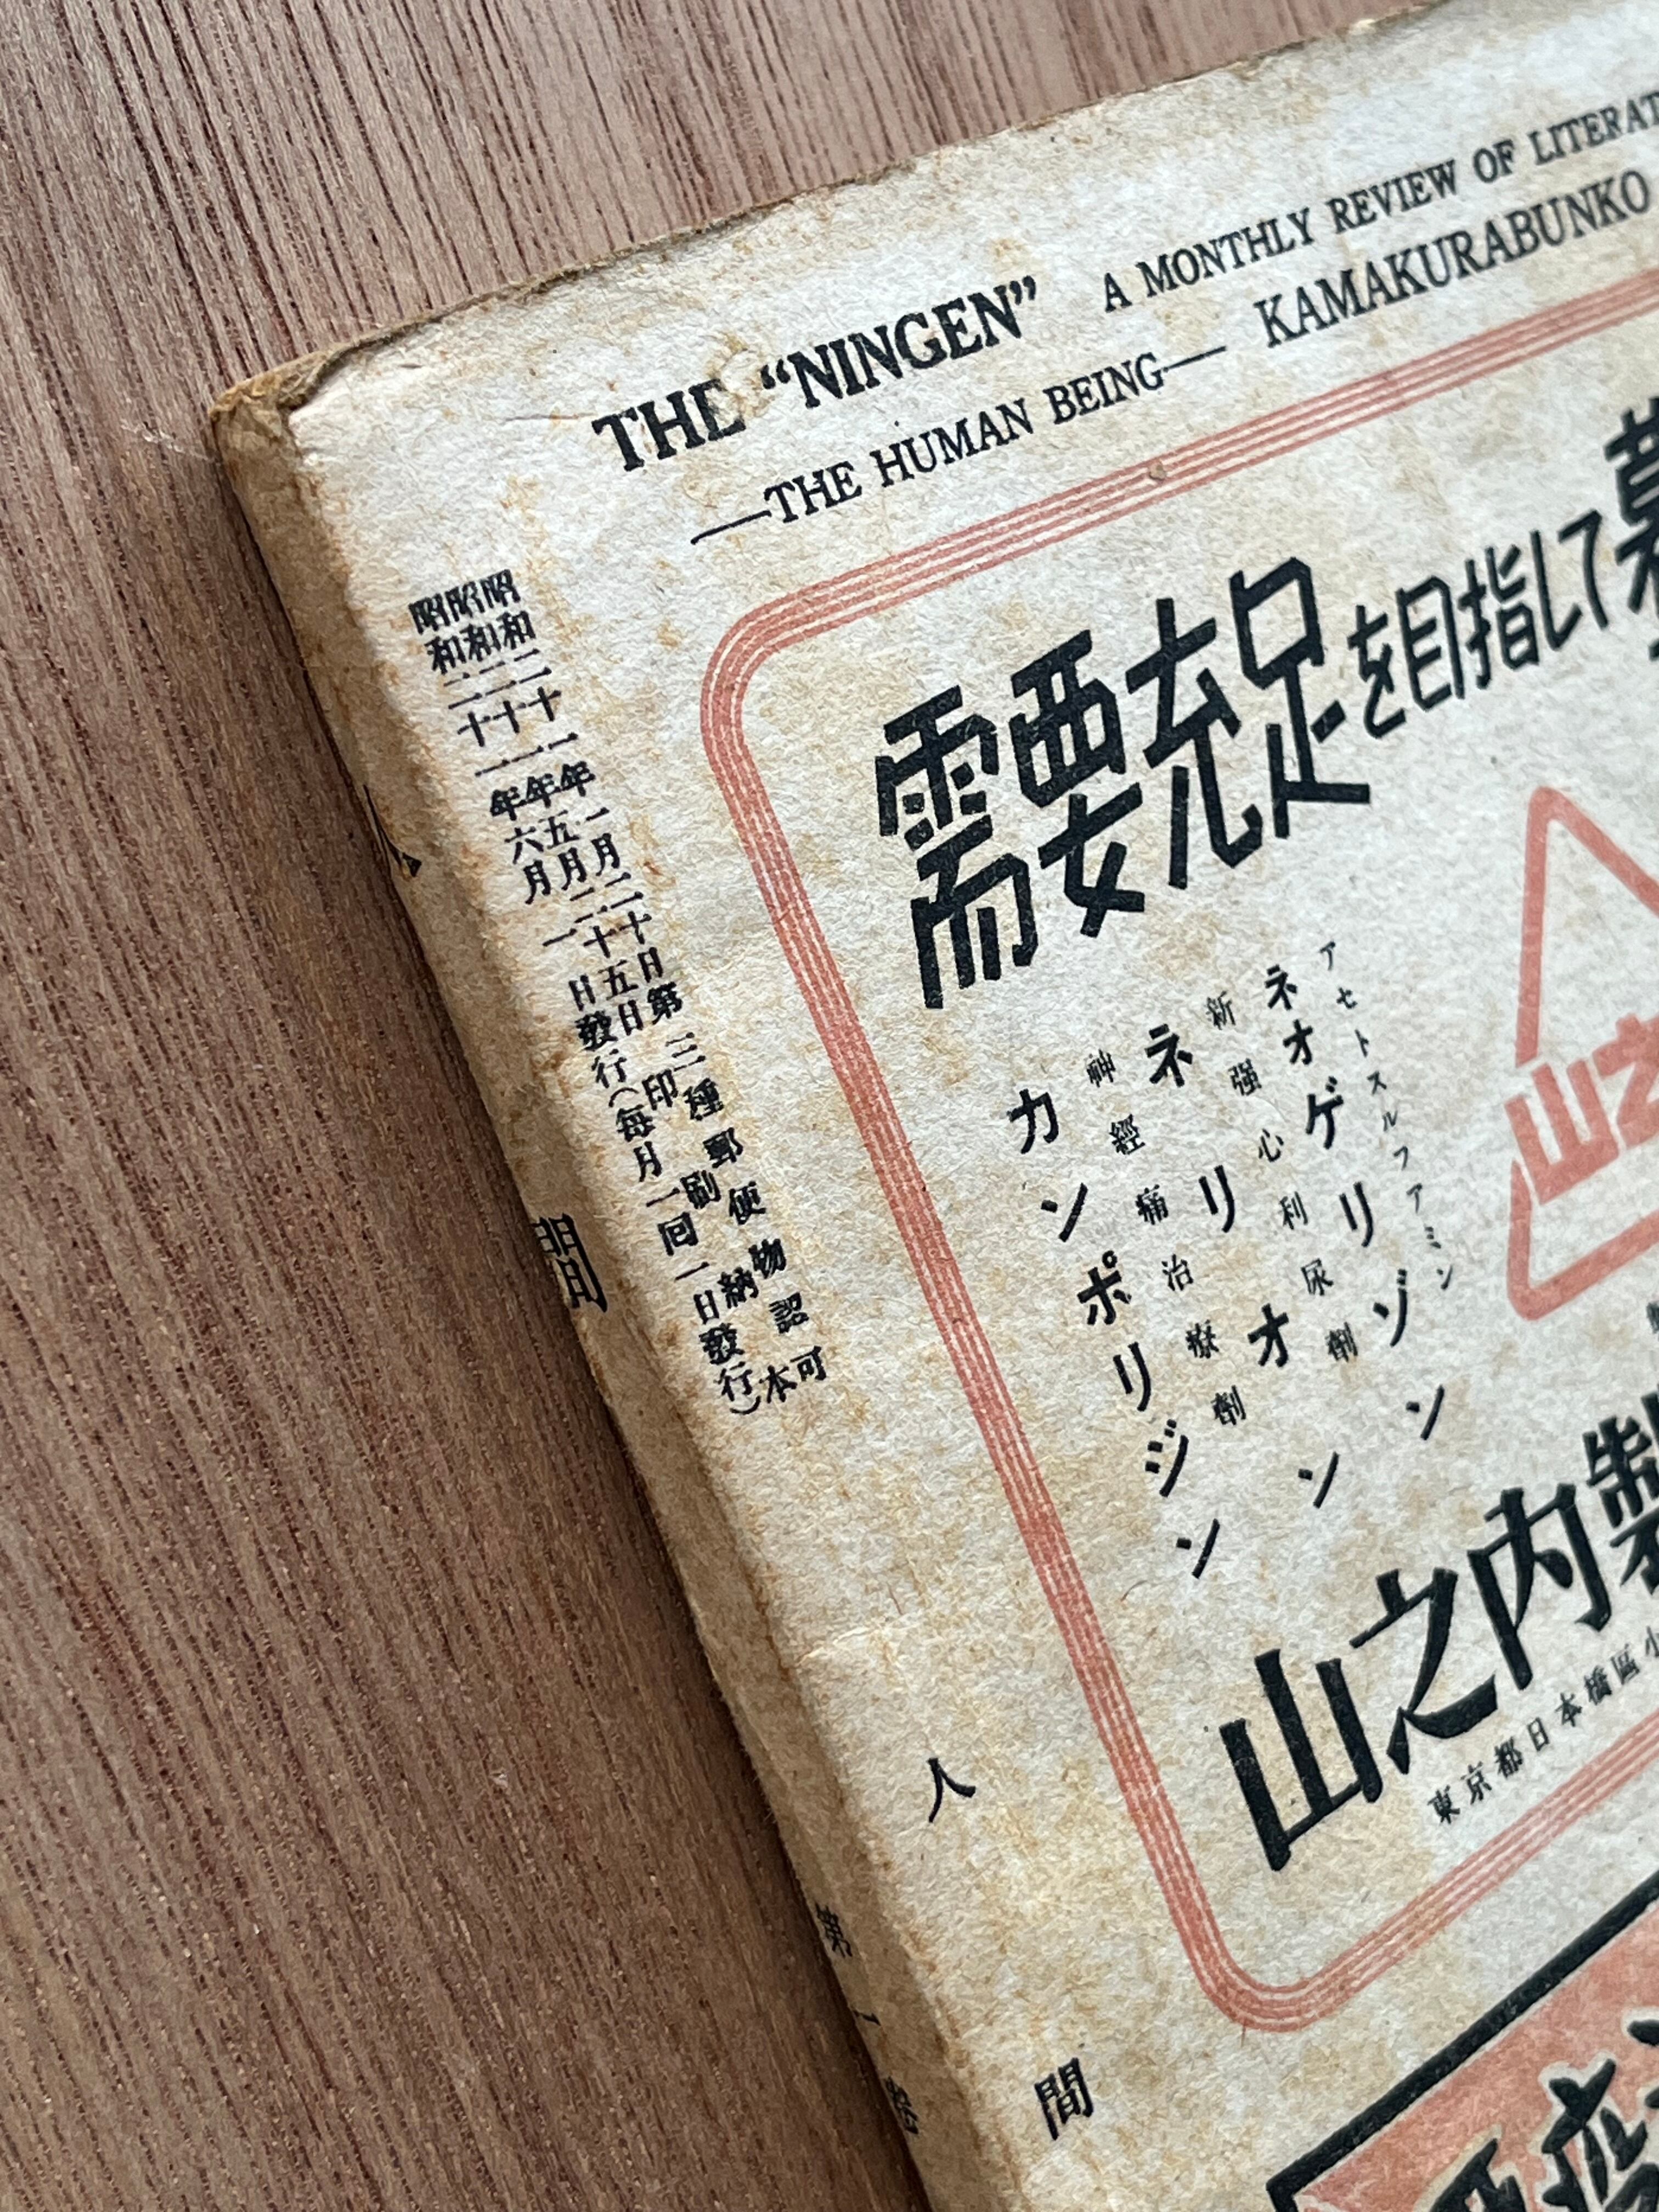 THE “NINGEN” A MONTHLY REVIEW OF LITERAT
—THE HUMAN BEING— KAMAKURABUNKO
昭和二十一年一月二十日第三種郵便物認可
昭和二十一年五月二十五日印刷納本
昭和二十一年六月一日發行(毎月一回一日發行)
人間
第一卷
人間
需要充足を目指して
アセトスルフアミン
ネオゲリゾン
新强心利尿劑
ネリオン
神經痛治療劑
カンポリジン
山之内製
東京都日本橋區小